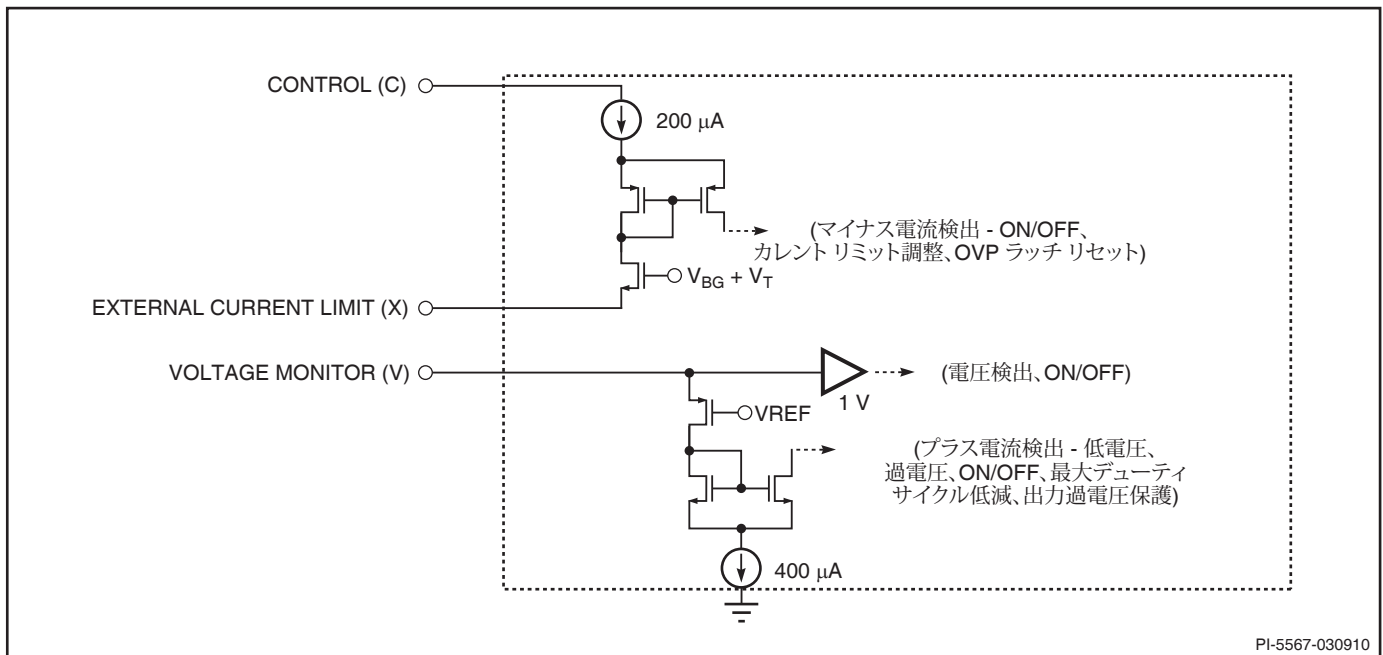 CONTROL (C)
200 μA
(マイナス電流検出 - ON/OFF、
カレント リミット調整、OVP ラッチ リセット)
VBG + VT
EXTERNAL CURRENT LIMIT (X)
VOLTAGE MONITOR (V)
1 V
(電圧検出、ON/OFF)
VREF
(プラス電流検出 - 低電圧、
過電圧、ON/OFF、最大デューティ
サイクル低減、出力過電圧保護)
400 μA
PI-5567-030910